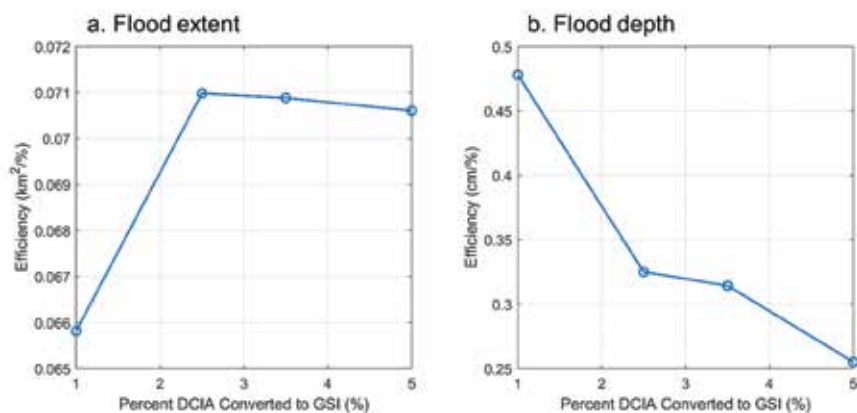 a. Flood extent
0.072
0.071
0.07
0.069
0.068
0.067
0.066
0.065
Efficiency (km²/%)
1 2 3 4 5
Percent DCIA Converted to GSI (%)
b. Flood depth
0.5
0.45
0.4
0.35
0.3
0.25
Efficiency (cm/%)
1 2 3 4 5
Percent DCIA Converted to GSI (%)